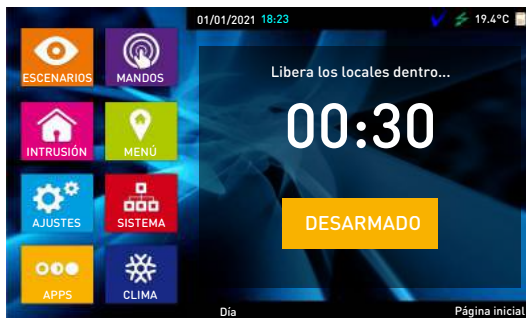 01/01/2021 18:23 19.4°C
ESCENARIOS
MANDOS
INTRUSIÓN
MENÚ
AJUSTES
SISTEMA
APPS
CLIMA
Libera los locales dentro...
00:30
DESARMADO
Día
Página inicial